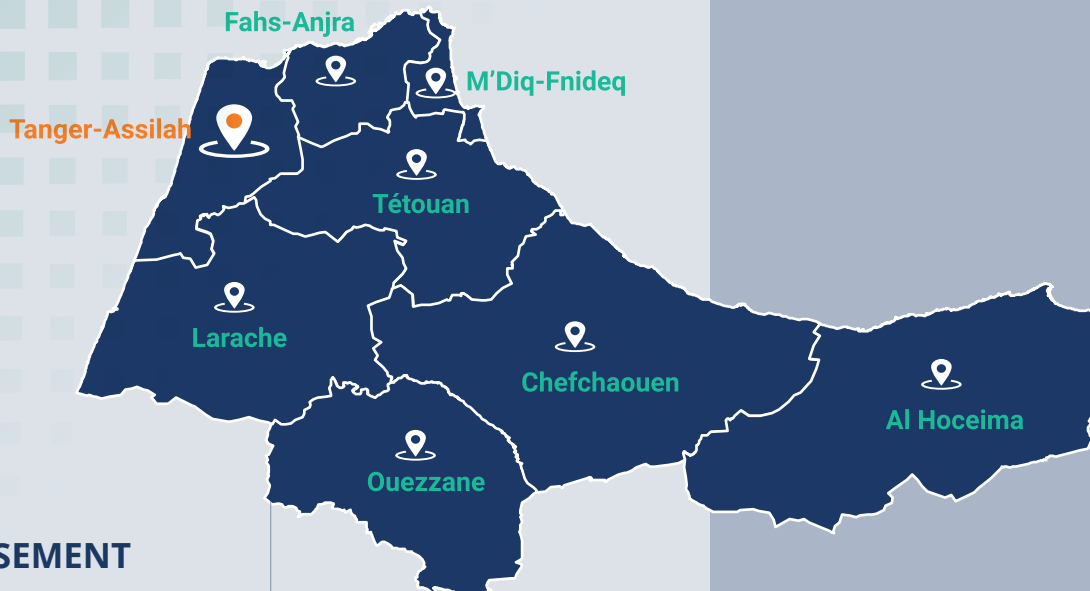 Fahs-Anjra
M’Diq-Fnideq
Tanger-Assilah
Tétouan
Larache
Chefchaouen
Al Hoceima
Ouezzane
SEMENT